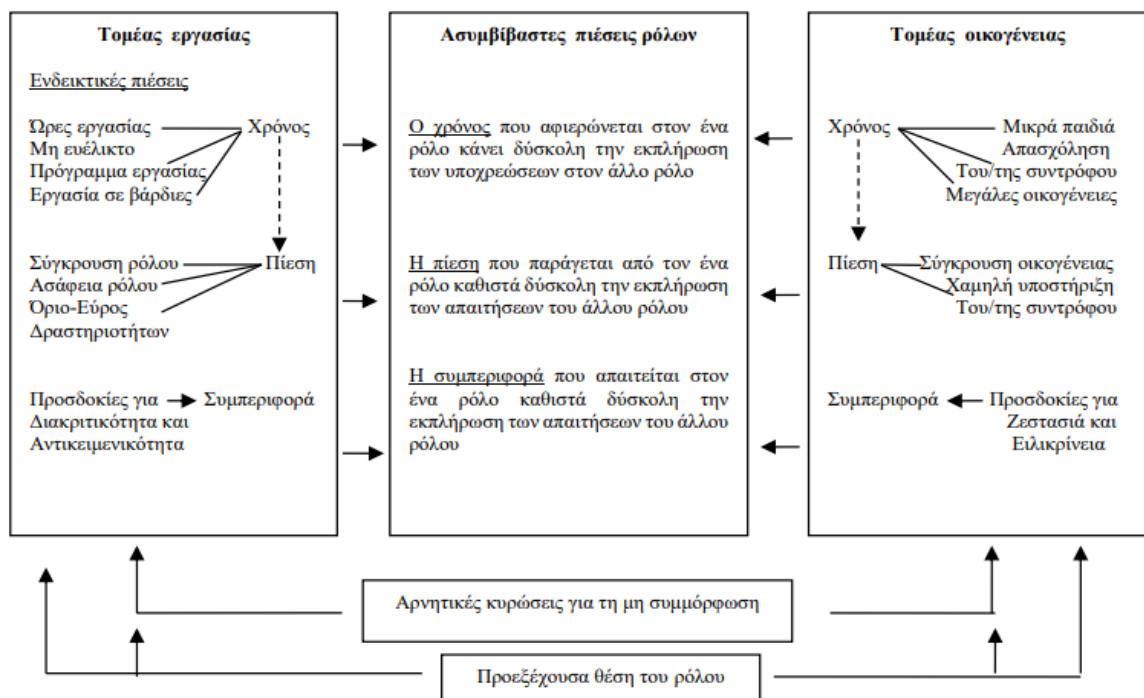 Τομέας εργασίας
Ενδεικτικές πιέσεις
Ώρες εργασίας Χρόνος
Μη ευέλικτο
Πρόγραμμα εργασίας
Εργασία σε βάρδιες
Σύγκρουση ρόλου Πίεση
Ασάφεια ρόλου
Όριο-Εύρος
Δραστηριοτήτων
Προσδοκίες για Συμπεριφορά
Διακριτικότητα και
Αντικειμενικότητα
Ασυμβίβαστες πιέσεις ρόλων
Ο χρόνος που αφιερώνεται στον ένα
ρόλο κάνει δύσκολη την εκπλήρωση
των υποχρεώσεων στον άλλο ρόλο
Η πίεση που παράγεται από τον ένα
ρόλο καθιστά δύσκολη την εκπλήρωση
των απαιτήσεων του άλλου ρόλου
Η συμπεριφορά που απαιτείται στον
ένα ρόλο καθιστά δύσκολη την
εκπλήρωση των απαιτήσεων του άλλου
ρόλου
Τομέας οικογένειας
Χρόνος Μικρά παιδιά
Απασχόληση
Του/της συντρόφου
Μεγάλες οικογένειες
Πίεση Σύγκρουση οικογένειας
Χαμηλή υποστήριξη
Του/της συντρόφου
Συμπεριφορά Προσδοκίες για
Ζεστασιά και
Ειλικρίνεια
Αρνητικές κυρώσεις για τη μη συμμόρφωση
Προεξέχουσα θέση του ρόλου